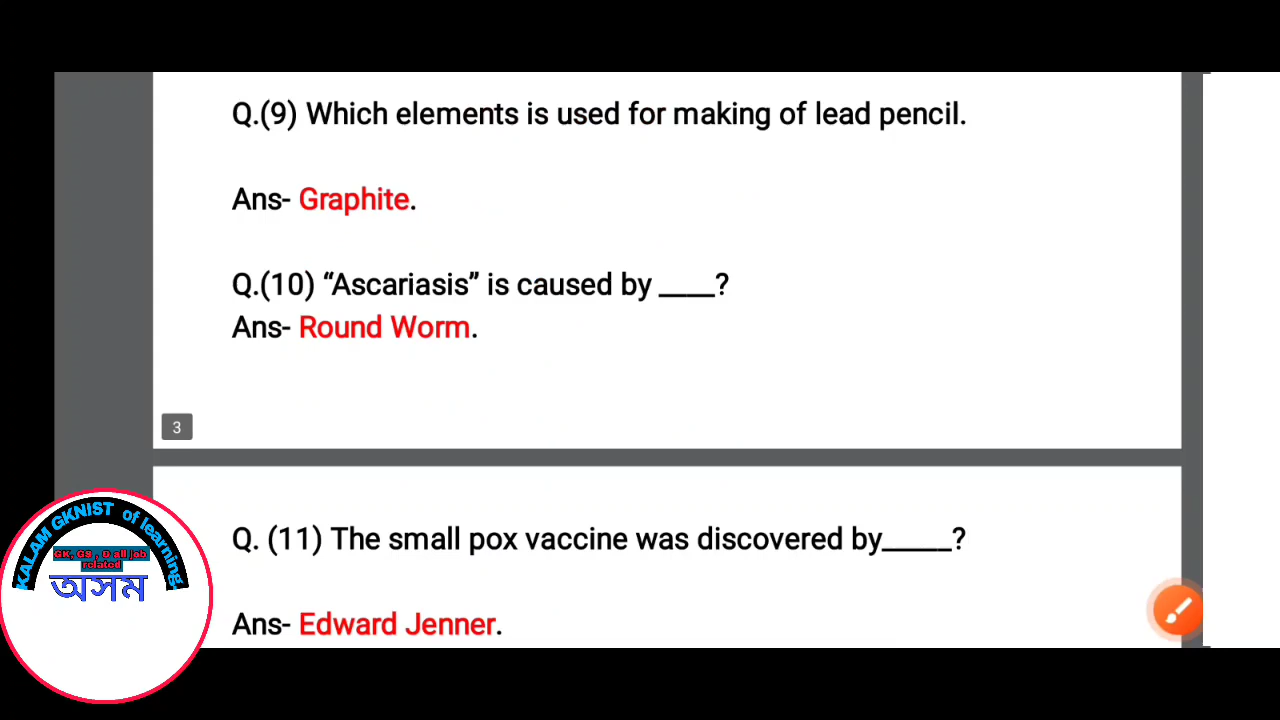 Q.(9) Which elements is used for making of lead pencil.
Ans- Graphite.
Q.(10) “Ascariasis” is caused by ____?
Ans- Round Worm.
3
Q. (11) The small pox vaccine was discovered by_____?
Ans- Edward Jenner.
KALAM GKNIST of learning.
GK, GS , G all job
related
অসম